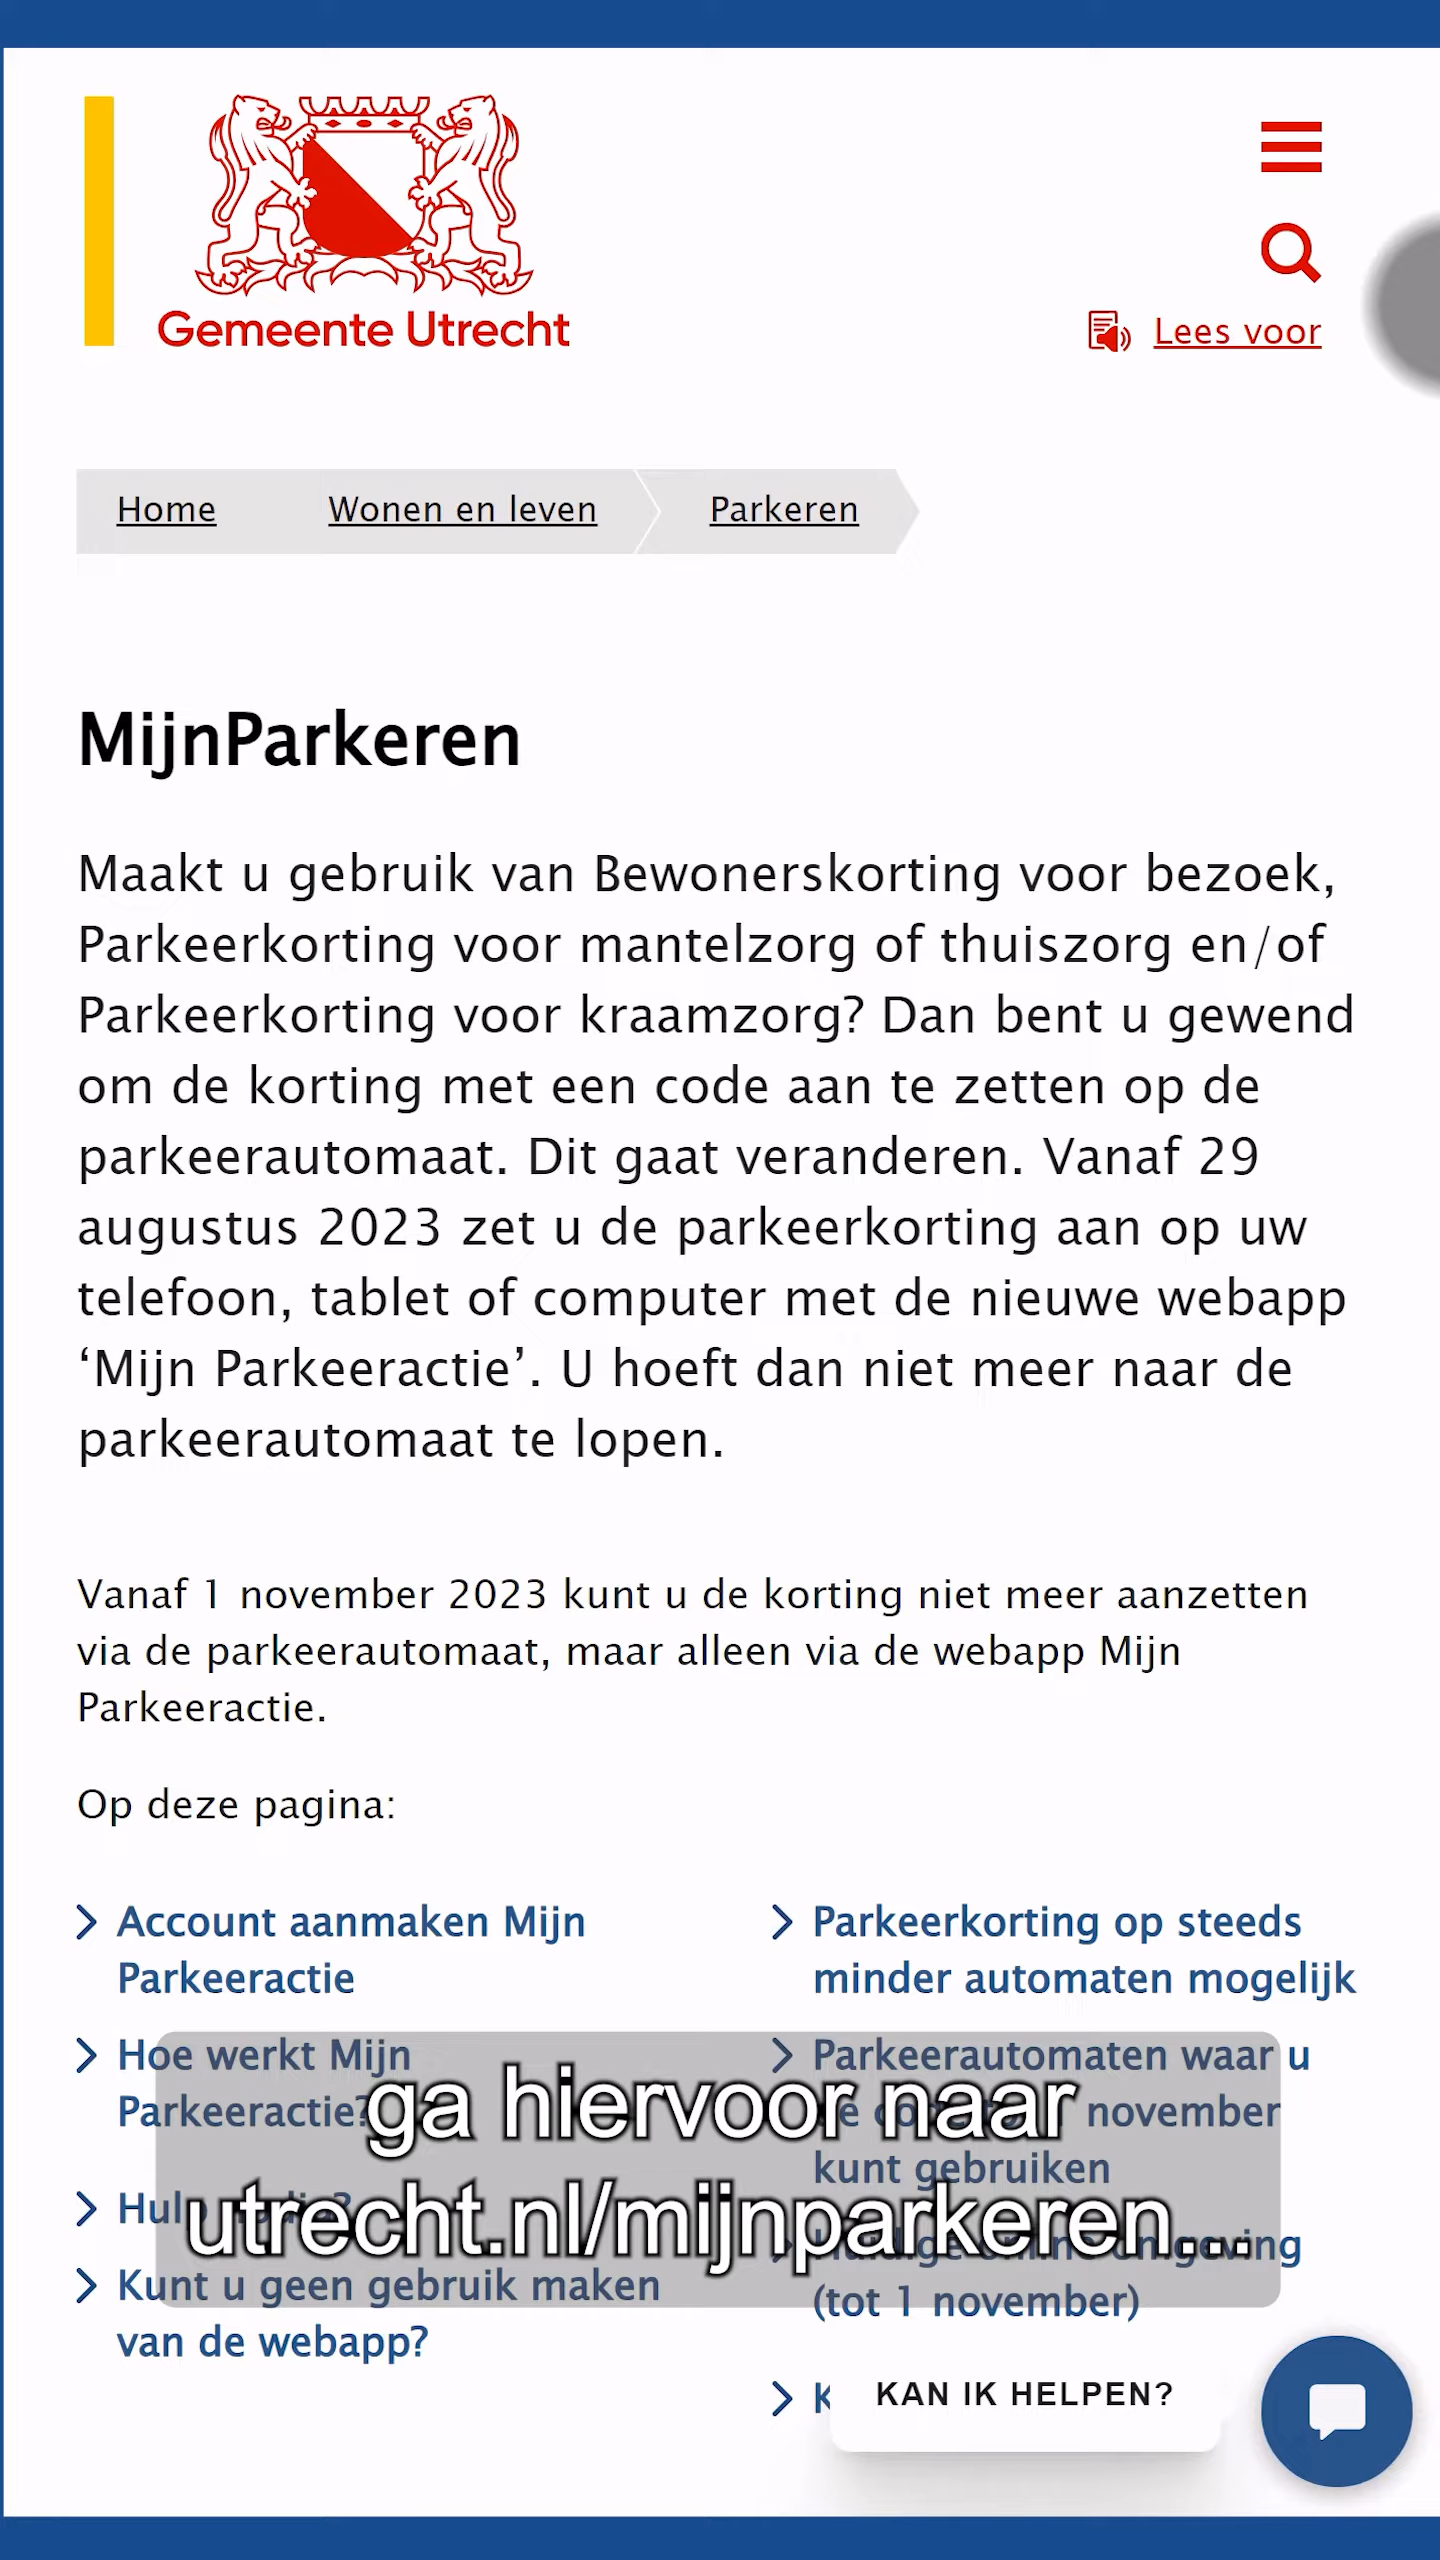 Gemeente Utrecht
Lees voor
Home
Wonen en leven
Parkeren
MijnParkeren
Maakt u gebruik van Bewonerskorting voor bezoek,
Parkeerkorting voor mantelzorg of thuiszorg en/of
Parkeerkorting voor kraamzorg? Dan bent u gewend
om de korting met een code aan te zetten op de
parkeerautomaat. Dit gaat veranderen. Vanaf 29
augustus 2023 zet u de parkeerkorting aan op uw
telefoon, tablet of computer met de nieuwe webapp
‘Mijn Parkeeractie’. U hoeft dan niet meer naar de
parkeerautomaat te lopen.
Vanaf 1 november 2023 kunt u de korting niet meer aanzetten
via de parkeerautomaat, maar alleen via de webapp Mijn
Parkeeractie.
Op deze pagina:
Account aanmaken Mijn
Parkeeractie
Hoe werkt Mijn
Parkeeractie?
Hulp
Kunt u geen gebruik maken
van de webapp?
Parkeerkorting op steeds
minder automaten mogelijk
Parkeerautomaten waar u
november
kunt gebruiken
Huidige online omgeving
(tot 1 november)
ga hiervoor naar
utrecht.nl/mijnparkeren...
KAN IK HELPEN?